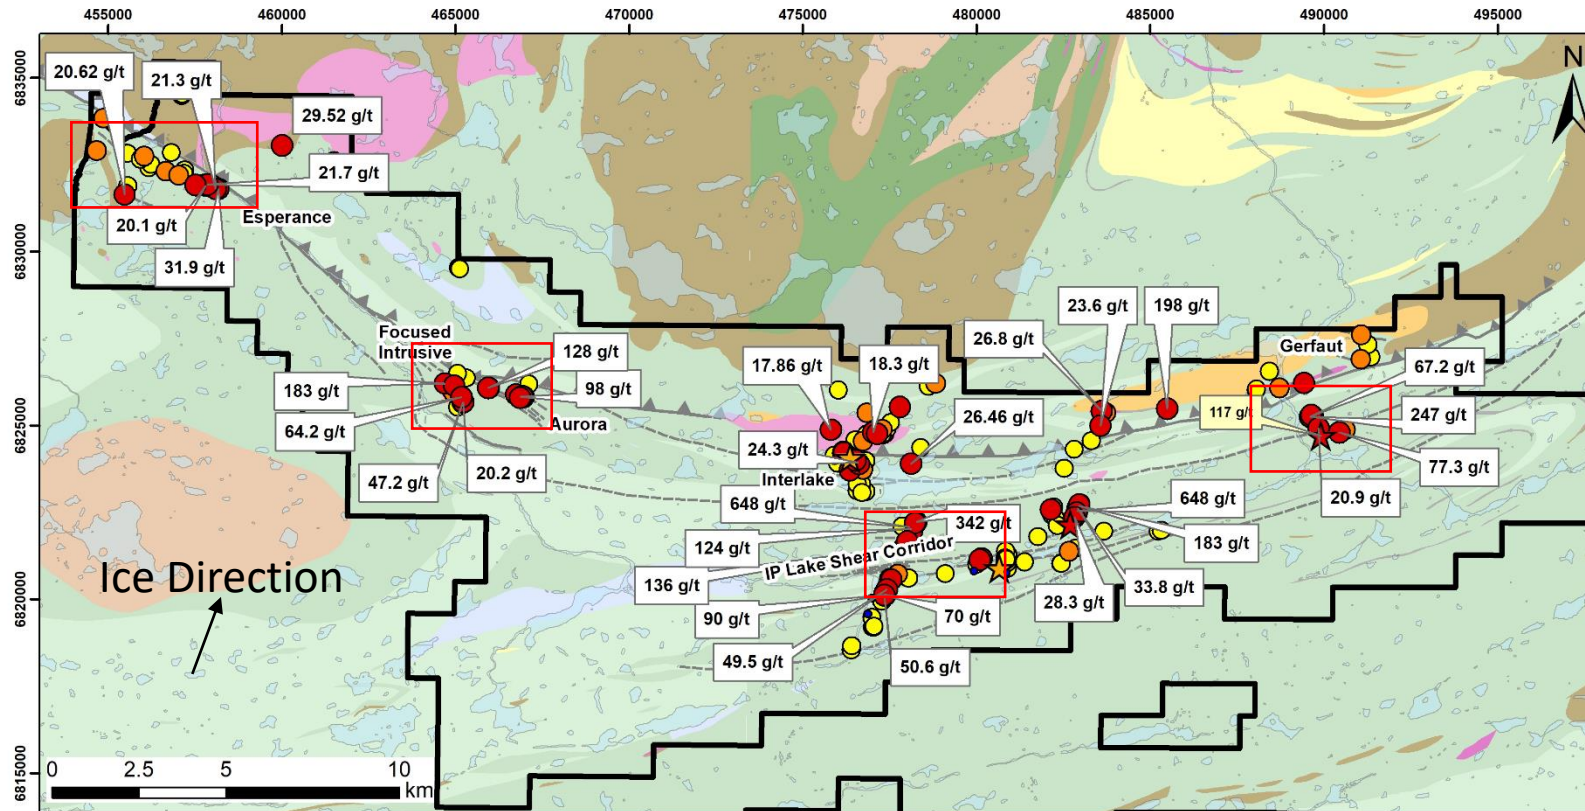 455000
460000
465000
470000
475000
480000
485000
490000
495000
6835000
6830000
6825000
6820000
6815000
N
20.62 g/t
21.3 g/t
29.52 g/t
21.7 g/t
20.1 g/t
31.9 g/t
Esperance
Focused
Intrusive
128 g/t
183 g/t
98 g/t
64.2 g/t
Aurora
47.2 g/t
20.2 g/t
17.86 g/t
18.3 g/t
26.8 g/t
23.6 g/t
198 g/t
Gerfaut
67.2 g/t
117 g/t
247 g/t
26.46 g/t
24.3 g/t
Interlake
77.3 g/t
20.9 g/t
648 g/t
342 g/t
648 g/t
124 g/t
183 g/t
IP Lake Shear Corridor
136 g/t
33.8 g/t
28.3 g/t
90 g/t
70 g/t
49.5 g/t
50.6 g/t
Ice Direction
0
2.5
5
10
km